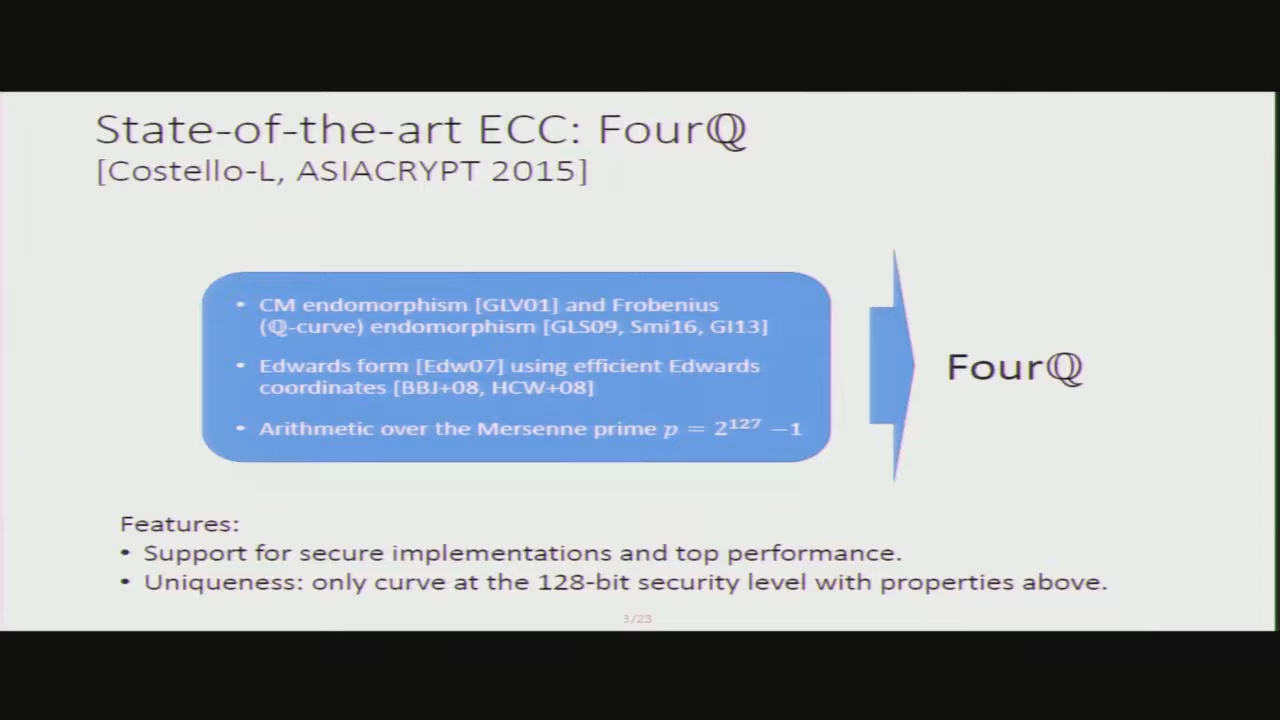 State-of-the-art ECC: Fourℚ
[Costello-L, ASIACRYPT 2015]
• CM endomorphism [GLV01] and Frobenius
(ℚ-curve) endomorphism [GLS09, Smi16, GI13]
• Edwards form [Edw07] using efficient Edwards
coordinates [BBJ+08, HCW+08]
• Arithmetic over the Mersenne prime p = 2¹²⁷ −1
Fourℚ
Features:
• Support for secure implementations and top performance.
• Uniqueness: only curve at the 128-bit security level with properties above.
3/23